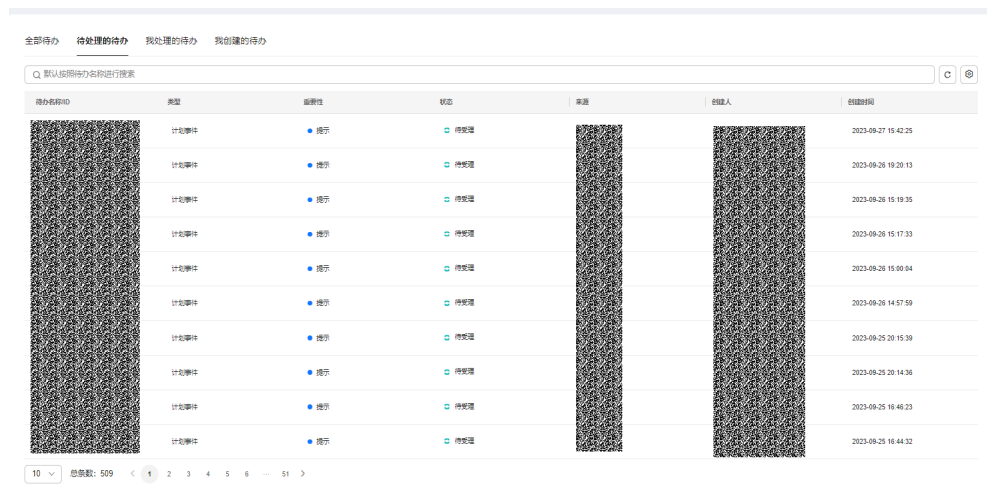 全部待办 待处理的待办 我处理的待办 我创建的待办
默认按照待办名称进行搜索
待办名称/ID 类型 重要性 状态 来源 创建人 创建时间
计划事件 提示 待受理 2023-09-27 15:42:25
计划事件 提示 待受理 2023-09-26 19:20:13
计划事件 提示 待受理 2023-09-26 15:19:35
计划事件 提示 待受理 2023-09-26 15:17:33
计划事件 提示 待受理 2023-09-26 15:00:04
计划事件 提示 待受理 2023-09-26 14:57:59
计划事件 提示 待受理 2023-09-25 20:15:39
计划事件 提示 待受理 2023-09-25 20:14:36
计划事件 提示 待受理 2023-09-25 16:46:23
计划事件 提示 待受理 2023-09-25 16:44:32
10 总条数: 509 < 1 2 3 4 5 6 ... 51 >